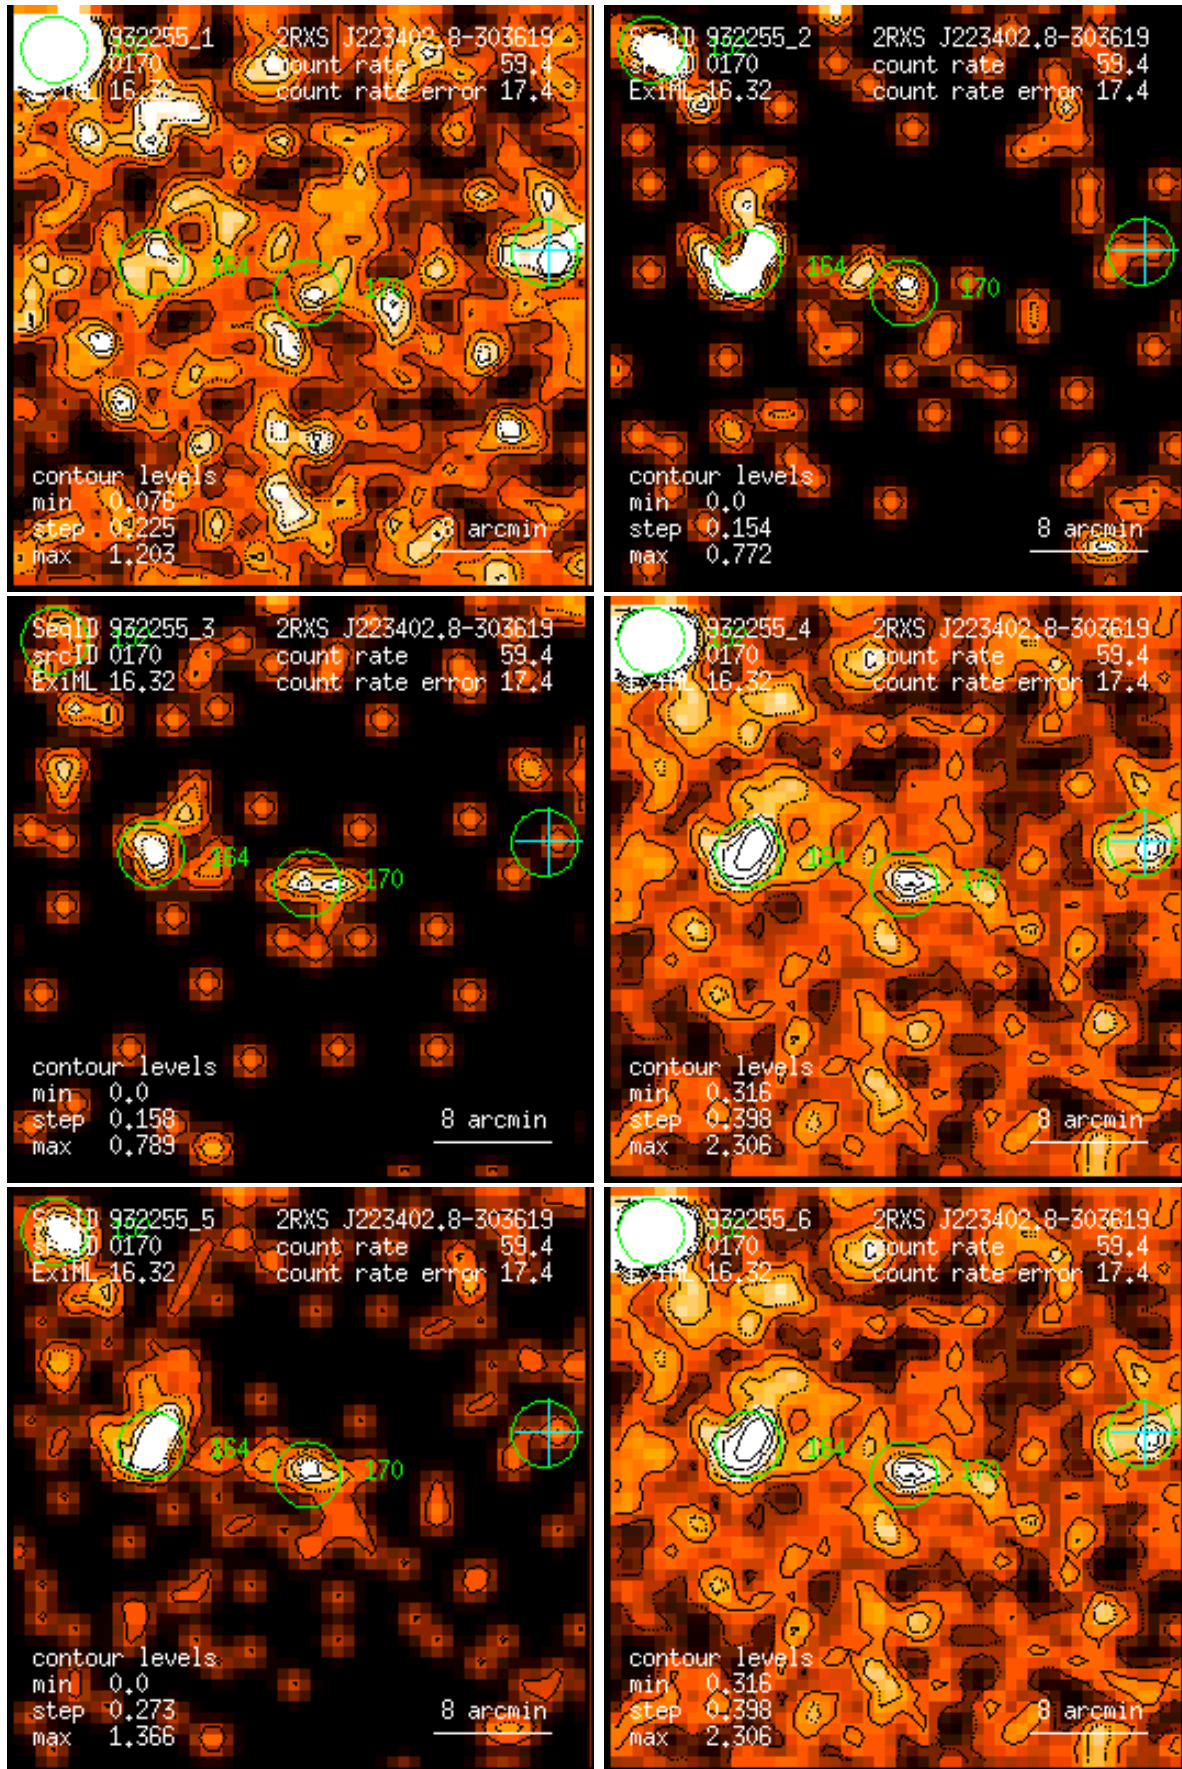 932255_1 2RXS J223402.8-303619
0170 count rate 59.4
ExiML 16.32 count rate error 17.4
164
170
contour levels
min 0.076
step 0.225
max 1.203
8 arcmin
932255_2 2RXS J223402.8-303619
0170 count rate 59.4
ExiML 16.32 count rate error 17.4
164
170
contour levels
min 0.0
step 0.154
max 0.772
8 arcmin
SeqID 932255_3 2RXS J223402.8-303619
srcID 0170 count rate 59.4
ExiML 16.32 count rate error 17.4
164
170
contour levels
min 0.0
step 0.158
max 0.789
8 arcmin
932255_4 2RXS J223402.8-303619
0170 count rate 59.4
ExiML 16.32 count rate error 17.4
164
170
contour levels
min 0.316
step 0.398
max 2.306
8 arcmin
932255_5 2RXS J223402.8-303619
0170 count rate 59.4
ExiML 16.32 count rate error 17.4
164
170
contour levels
min 0.0
step 0.273
max 1.366
8 arcmin
932255_6 2RXS J223402.8-303619
0170 count rate 59.4
ExiML 16.32 count rate error 17.4
164
170
contour levels
min 0.316
step 0.398
max 2.306
8 arcmin